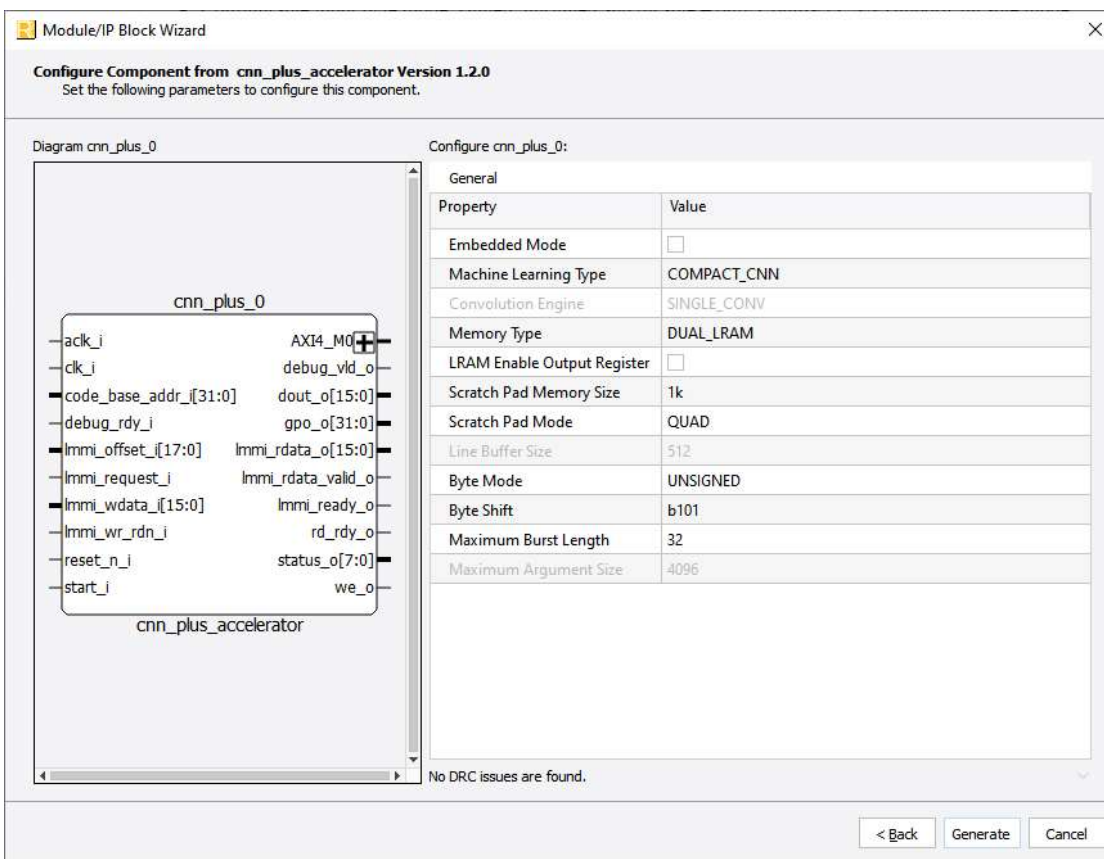 Module/IP Block Wizard
Configure Component from cnn_plus_accelerator Version 1.2.0
Set the following parameters to configure this component.
Diagram cnn_plus_0
cnn_plus_0
aclk_i AXI4_M0
clk_i debug_vld_o
code_base_addr_i[31:0] dout_o[15:0]
debug_rdy_i gpo_o[31:0]
lmmi_offset_i[17:0] lmmi_rdata_o[15:0]
lmmi_request_i lmmi_rdata_valid_o
lmmi_wdata_i[15:0] lmmi_ready_o
lmmi_wr_rdn_i rd_rdy_o
reset_n_i status_o[7:0]
start_i we_o
cnn_plus_accelerator
Configure cnn_plus_0:
General
Property Value
Embedded Mode
Machine Learning Type COMPACT_CNN
Convolution Engine SINGLE_CONV
Memory Type DUAL_LRAM
LRAM Enable Output Register
Scratch Pad Memory Size 1k
Scratch Pad Mode QUAD
Line Buffer Size 512
Byte Mode UNSIGNED
Byte Shift b101
Maximum Burst Length 32
Maximum Argument Size 4096
No DRC issues are found.
< Back Generate Cancel